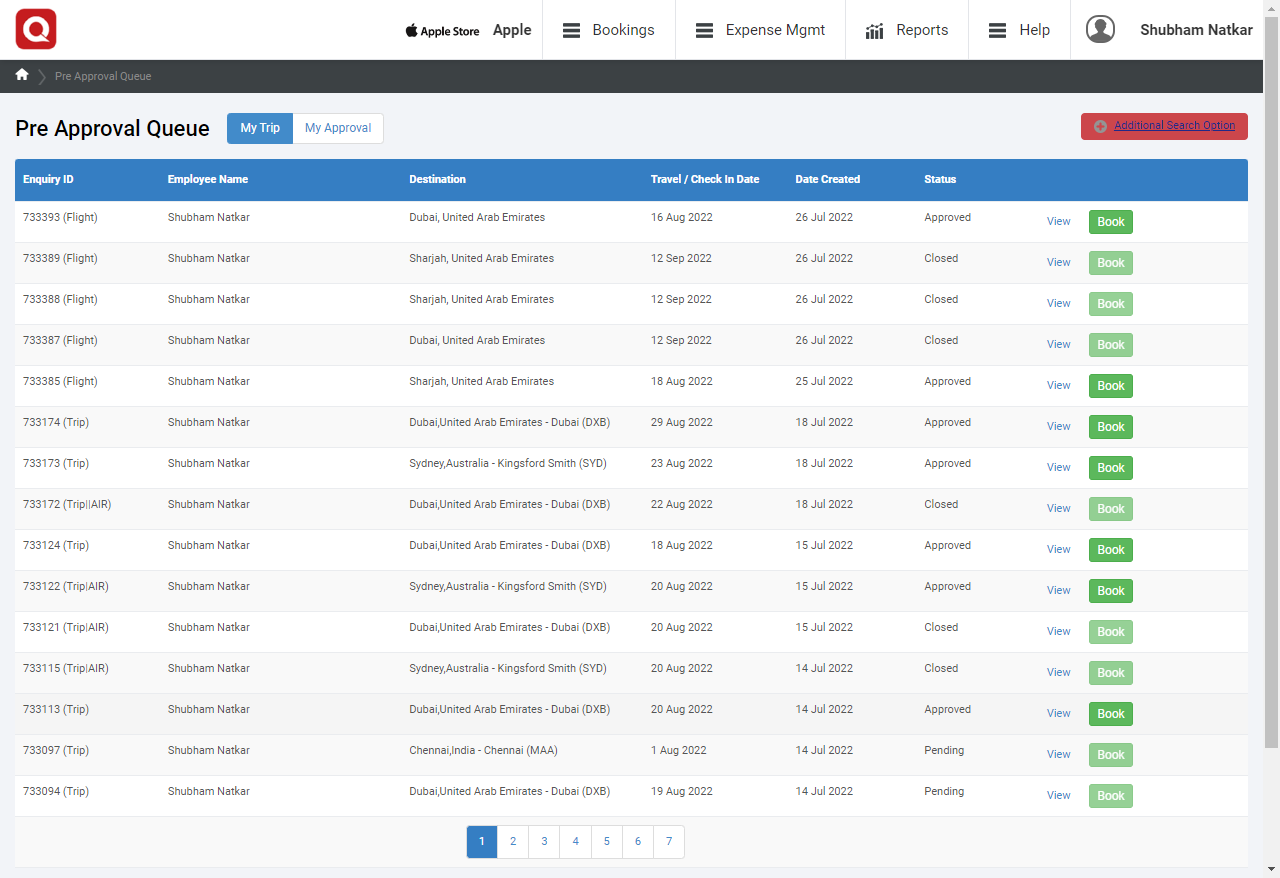 Apple Store Apple Bookings Expense Mgmt Reports Help Shubham Natkar
Pre Approval Queue
Pre Approval Queue My Trip My Approval Additional Search Option
Enquiry ID Employee Name Destination Travel / Check In Date Date Created Status
733393 (Flight) Shubham Natkar Dubai, United Arab Emirates 16 Aug 2022 26 Jul 2022 Approved View Book
733389 (Flight) Shubham Natkar Sharjah, United Arab Emirates 12 Sep 2022 26 Jul 2022 Closed View Book
733388 (Flight) Shubham Natkar Sharjah, United Arab Emirates 12 Sep 2022 26 Jul 2022 Closed View Book
733387 (Flight) Shubham Natkar Dubai, United Arab Emirates 12 Sep 2022 26 Jul 2022 Closed View Book
733385 (Flight) Shubham Natkar Sharjah, United Arab Emirates 18 Aug 2022 25 Jul 2022 Approved View Book
733174 (Trip) Shubham Natkar Dubai,United Arab Emirates - Dubai (DXB) 29 Aug 2022 18 Jul 2022 Approved View Book
733173 (Trip) Shubham Natkar Sydney,Australia - Kingsford Smith (SYD) 23 Aug 2022 18 Jul 2022 Approved View Book
733172 (Trip||AIR) Shubham Natkar Dubai,United Arab Emirates - Dubai (DXB) 22 Aug 2022 18 Jul 2022 Closed View Book
733124 (Trip) Shubham Natkar Dubai,United Arab Emirates - Dubai (DXB) 18 Aug 2022 15 Jul 2022 Approved View Book
733122 (Trip|AIR) Shubham Natkar Sydney,Australia - Kingsford Smith (SYD) 20 Aug 2022 15 Jul 2022 Approved View Book
733121 (Trip|AIR) Shubham Natkar Dubai,United Arab Emirates - Dubai (DXB) 20 Aug 2022 15 Jul 2022 Closed View Book
733115 (Trip|AIR) Shubham Natkar Sydney,Australia - Kingsford Smith (SYD) 20 Aug 2022 14 Jul 2022 Closed View Book
733113 (Trip) Shubham Natkar Dubai,United Arab Emirates - Dubai (DXB) 20 Aug 2022 14 Jul 2022 Approved View Book
733097 (Trip) Shubham Natkar Chennai,India - Chennai (MAA) 1 Aug 2022 14 Jul 2022 Pending View Book
733094 (Trip) Shubham Natkar Dubai,United Arab Emirates - Dubai (DXB) 19 Aug 2022 14 Jul 2022 Pending View Book
1 2 3 4 5 6 7